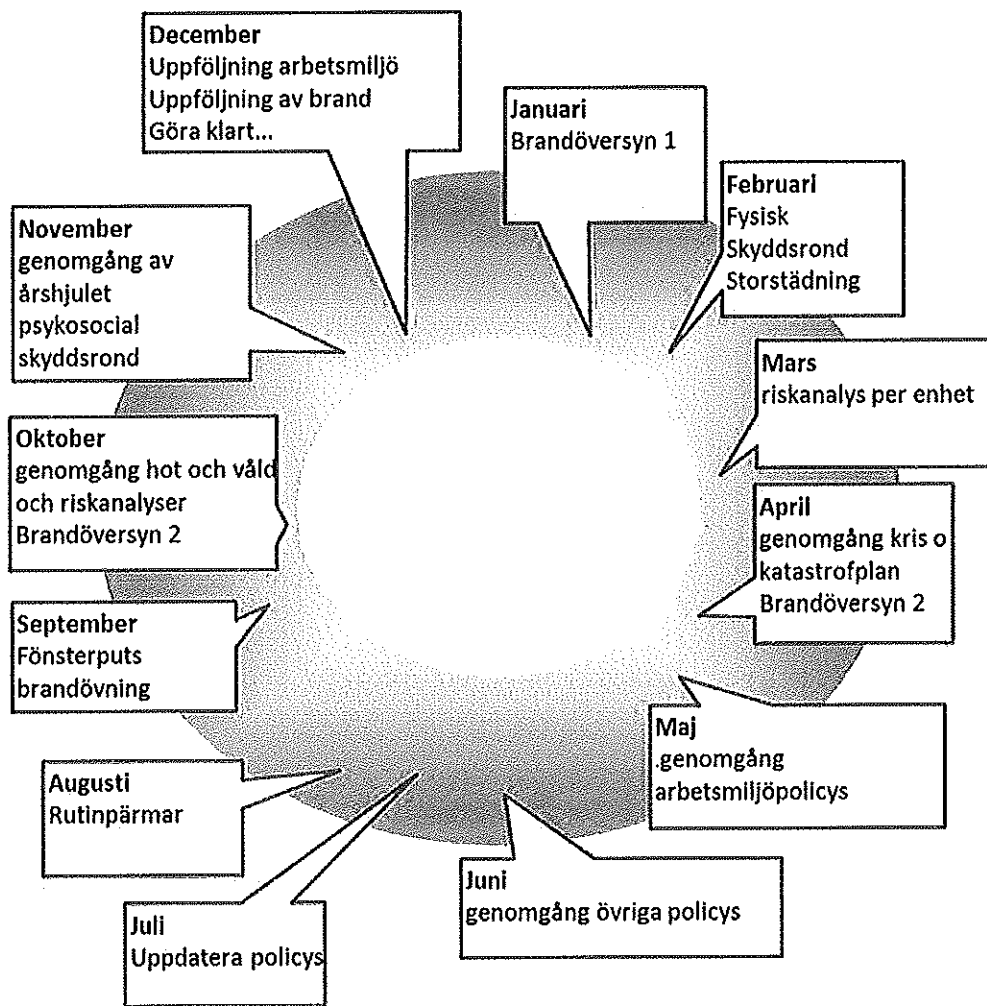 December
Uppföljning arbetsmiljö
Uppföljning av brand
Göra klart...
Januari
Brandöversyn 1
Februari
Fysisk
Skyddsrond
Storstädning
Mars
riskanalys per enhet
April
genomgång kris o
katastrofplan
Brandöversyn 2
Maj
.genomgång
arbetsmiljöpolicys
Juni
genomgång övriga policys
Juli
Uppdatera policys
Augusti
Rutinpärmar
September
Fönsterputs
brandövning
Oktober
genomgång hot och våld
och riskanalyser
Brandöversyn 2
November
genomgång av
årshjulet
psykosocial
skyddsrond